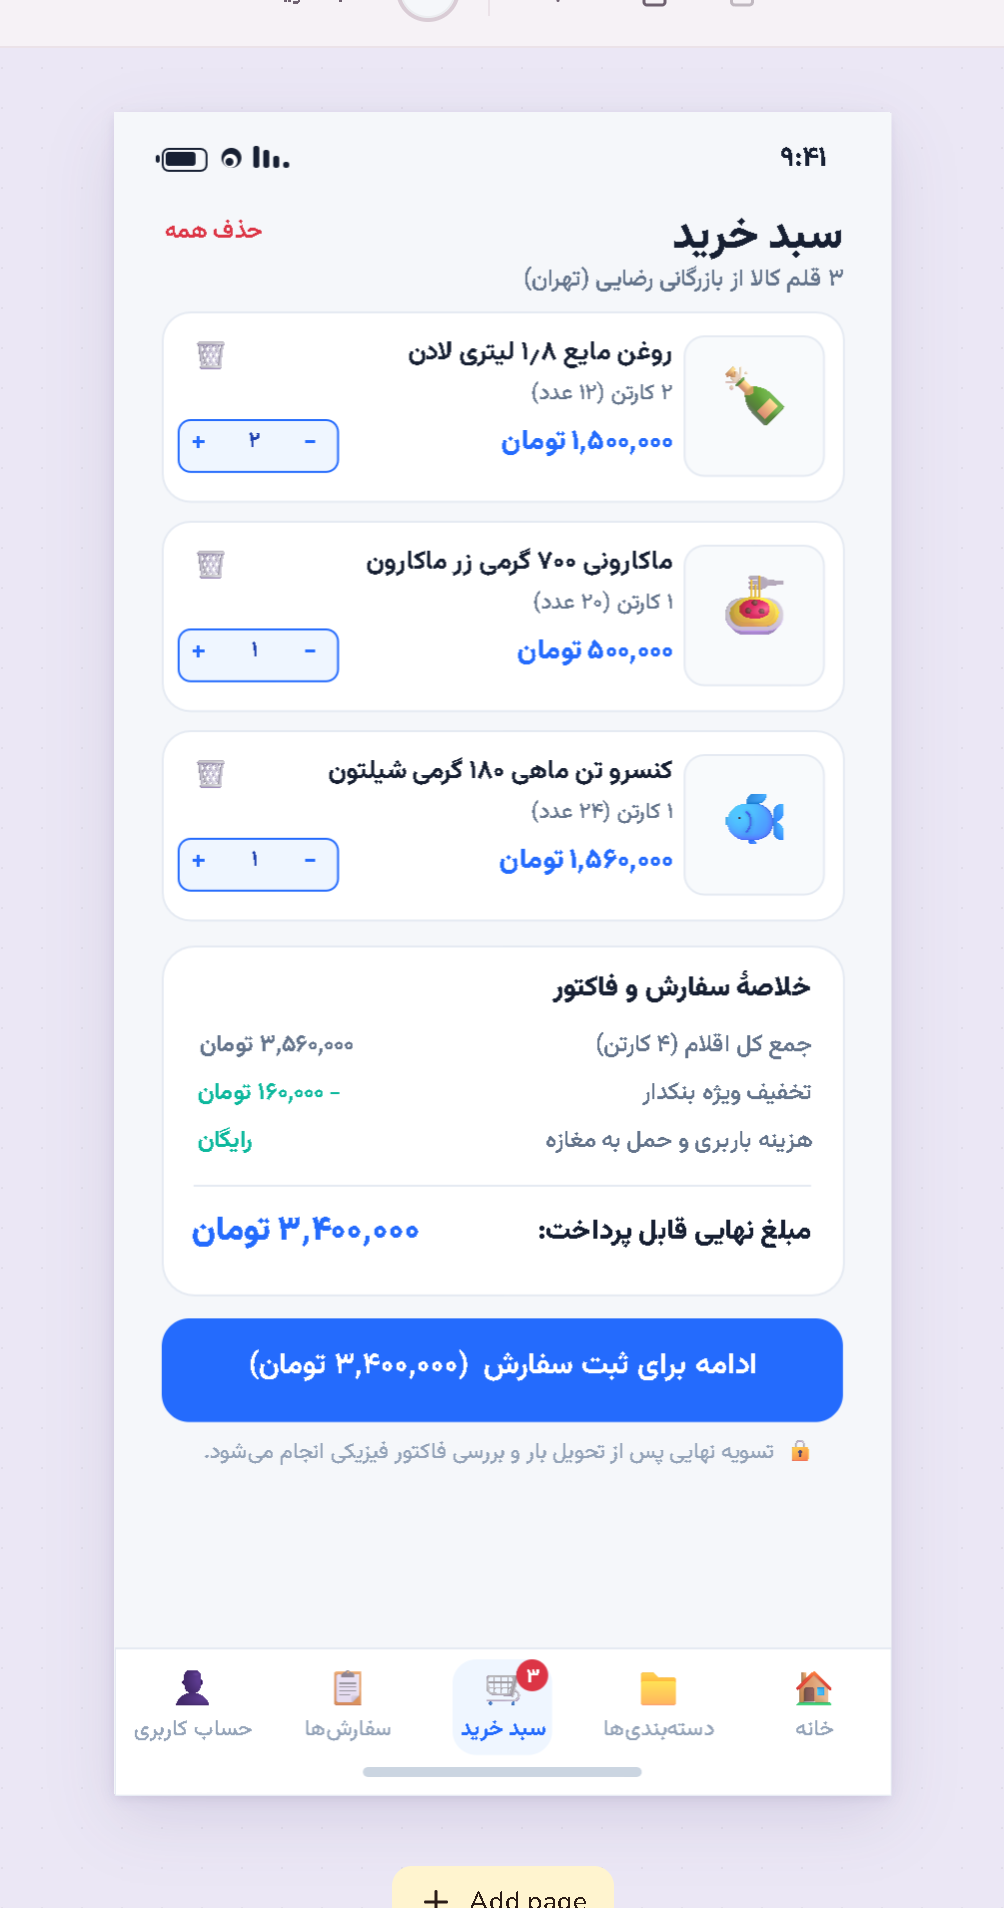 ۹:۴۱
سبد خرید
حذف همه
۳ قلم کالا از بازرگانی رضایی (تهران)
روغن مایع ۱٫۸ لیتری لادن
۲ کارتن (۱۲ عدد)
۱,۵۰۰,۰۰۰ تومان
− ۲ +
ماکارونی ۷۰۰ گرمی زر ماکارون
۱ کارتن (۲۰ عدد)
۵۰۰,۰۰۰ تومان
− ۱ +
کنسرو تن ماهی ۱۸۰ گرمی شیلتون
۱ کارتن (۲۴ عدد)
۱,۵۶۰,۰۰۰ تومان
− ۱ +
خلاصهٔ سفارش و فاکتور
جمع کل اقلام (۴ کارتن) ۳,۵۶۰,۰۰۰ تومان
تخفیف ویژه بنکدار − ۱۶۰,۰۰۰ تومان
هزینه باربری و حمل به مغازه رایگان
مبلغ نهایی قابل پرداخت: ۳,۴۰۰,۰۰۰ تومان
ادامه برای ثبت سفارش (۳,۴۰۰,۰۰۰ تومان)
تسویه نهایی پس از تحویل بار و بررسی فاکتور فیزیکی انجام می‌شود.
۳
خانه دسته‌بندی‌ها سبد خرید سفارش‌ها حساب کاربری
+ Add page